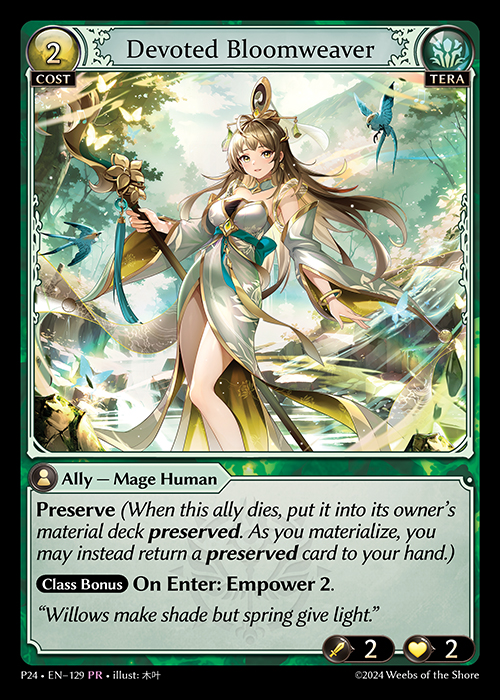 2
COST
Devoted Bloomweaver
TERA
Ally — Mage Human
Preserve (When this ally dies, put it into its owner's
material deck preserved. As you materialize, you
may instead return a preserved card to your hand.)
Class Bonus On Enter: Empower 2.
“Willows make shade but spring give light.”
2
2
P24 • EN-129 PR • illust: 木叶
©2024 Weebs of the Shore